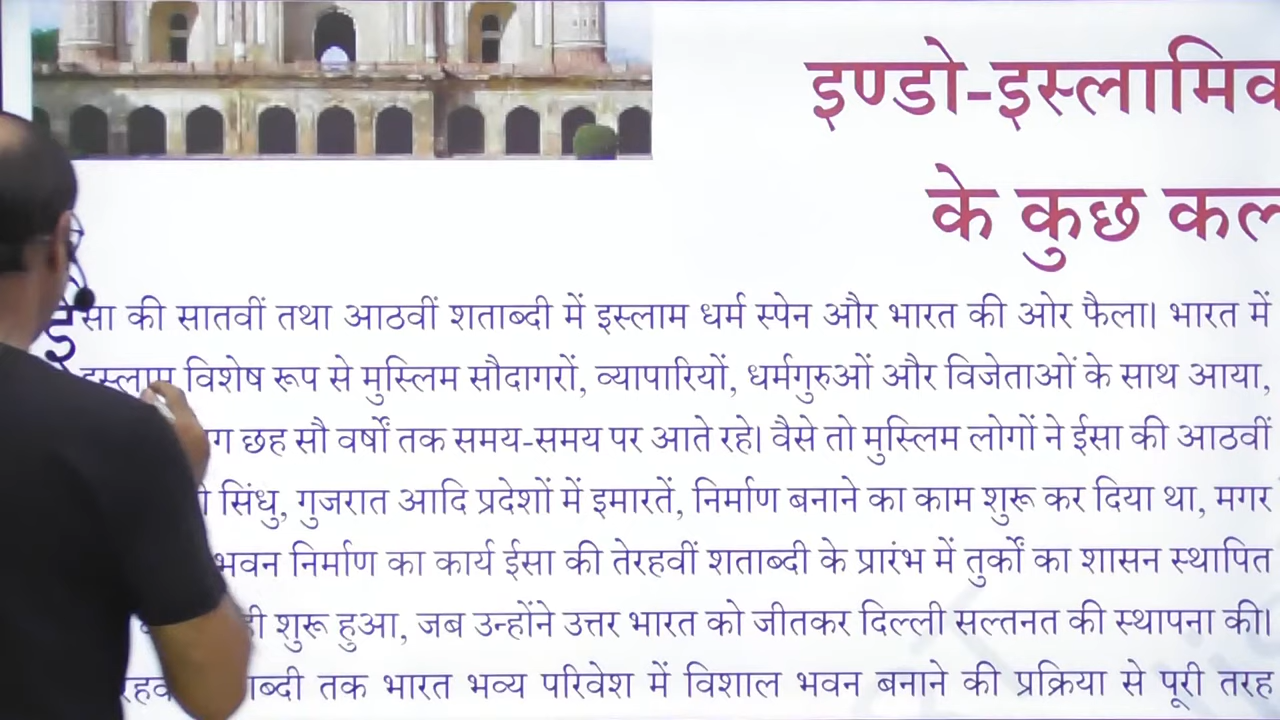 इण्डो-इस्लामिक
के कुछ कल
ईसा की सातवीं तथा आठवीं शताब्दी में इस्लाम धर्म स्पेन और भारत की ओर फैला। भारत में
इस्लाम विशेष रूप से मुस्लिम सौदागरों, व्यापारियों, धर्मगुरुओं और विजेताओं के साथ आया,
छह सौ वर्षों तक समय-समय पर आते रहे। वैसे तो मुस्लिम लोगों ने ईसा की आठवीं
सिंधु, गुजरात आदि प्रदेशों में इमारतें, निर्माण बनाने का काम शुरू कर दिया था, मगर
भवन निर्माण का कार्य ईसा की तेरहवीं शताब्दी के प्रारंभ में तुर्कों का शासन स्थापित
ही शुरू हुआ, जब उन्होंने उत्तर भारत को जीतकर दिल्ली सल्तनत की स्थापना की।
तक भारत भव्य परिवेश में विशाल भवन बनाने की प्रक्रिया से पूरी तरह